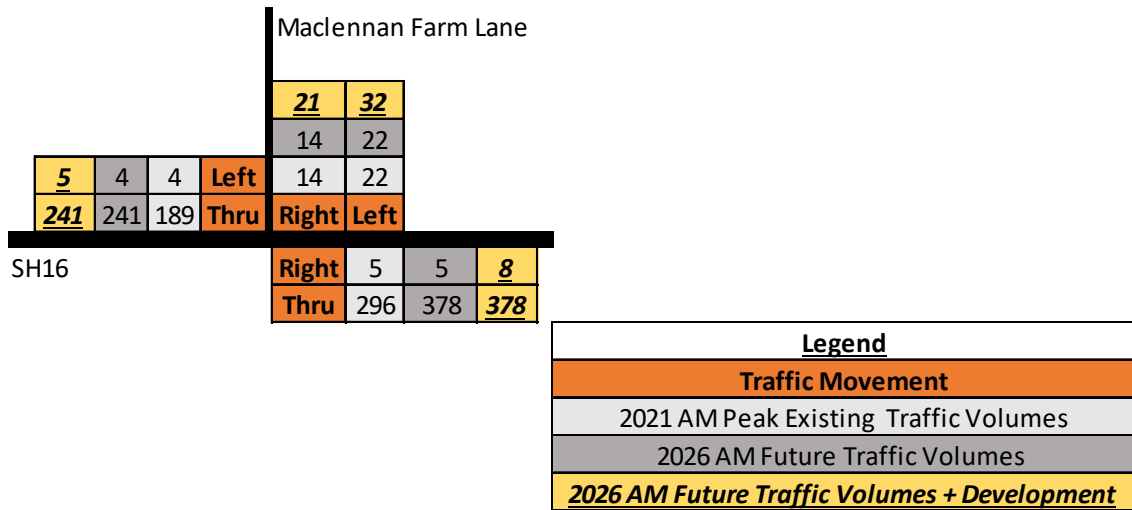 Maclennan Farm Lane
21 32
14 22
5 4 4 Left 14 22
241 241 189 Thru Right Left
SH16 Right 5 5 8
Thru 296 378 378
Legend
Traffic Movement
2021 AM Peak Existing Traffic Volumes
2026 AM Future Traffic Volumes
2026 AM Future Traffic Volumes + Development